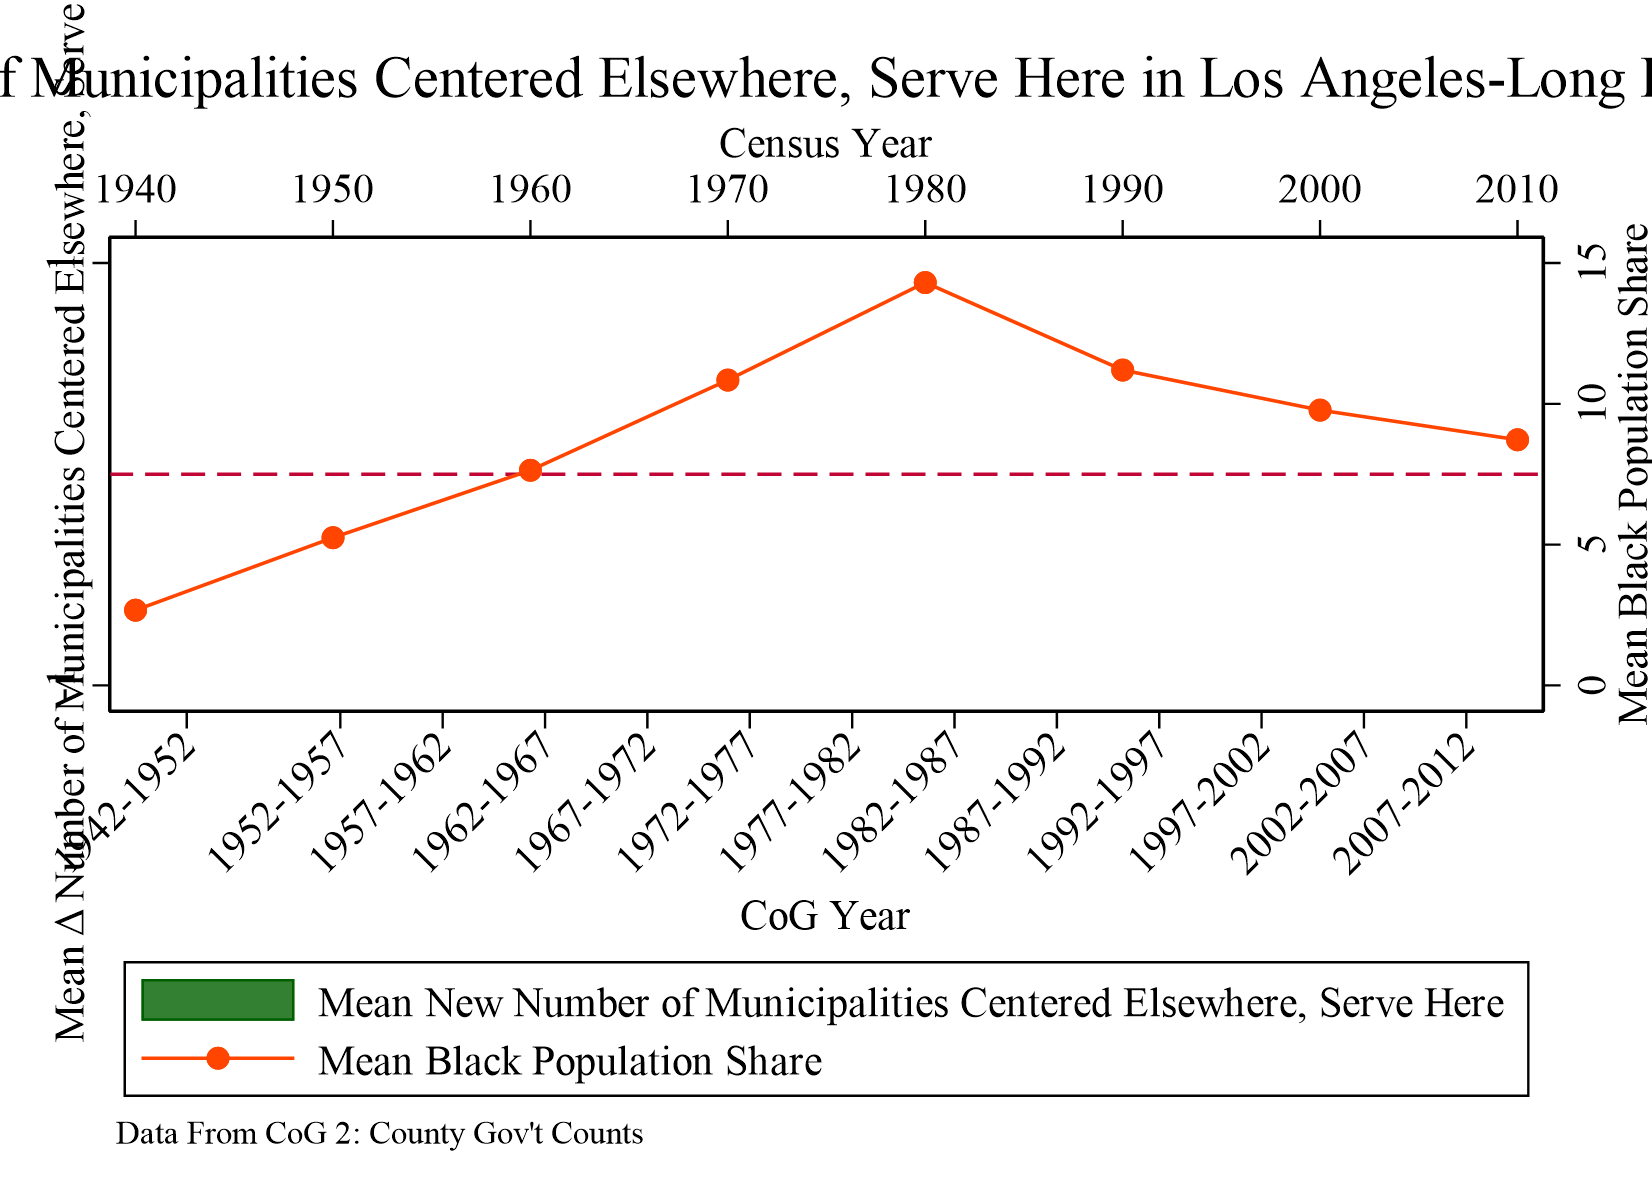 f Municipalities Centered Elsewhere, Serve Here in Los Angeles-Long
Census Year
1940 1950 1960 1970 1980 1990 2000 2010
Mean Δ Number of Municipalities Centered Elsewhere, Serve
15
10
5
0
Mean Black Population Share
1942-1952 1952-1957 1957-1962 1962-1967 1967-1972 1972-1977 1977-1982 1982-1987 1987-1992 1992-1997 1997-2002 2002-2007 2007-2012
CoG Year
Mean New Number of Municipalities Centered Elsewhere, Serve Here
Mean Black Population Share
Data From CoG 2: County Gov't Counts